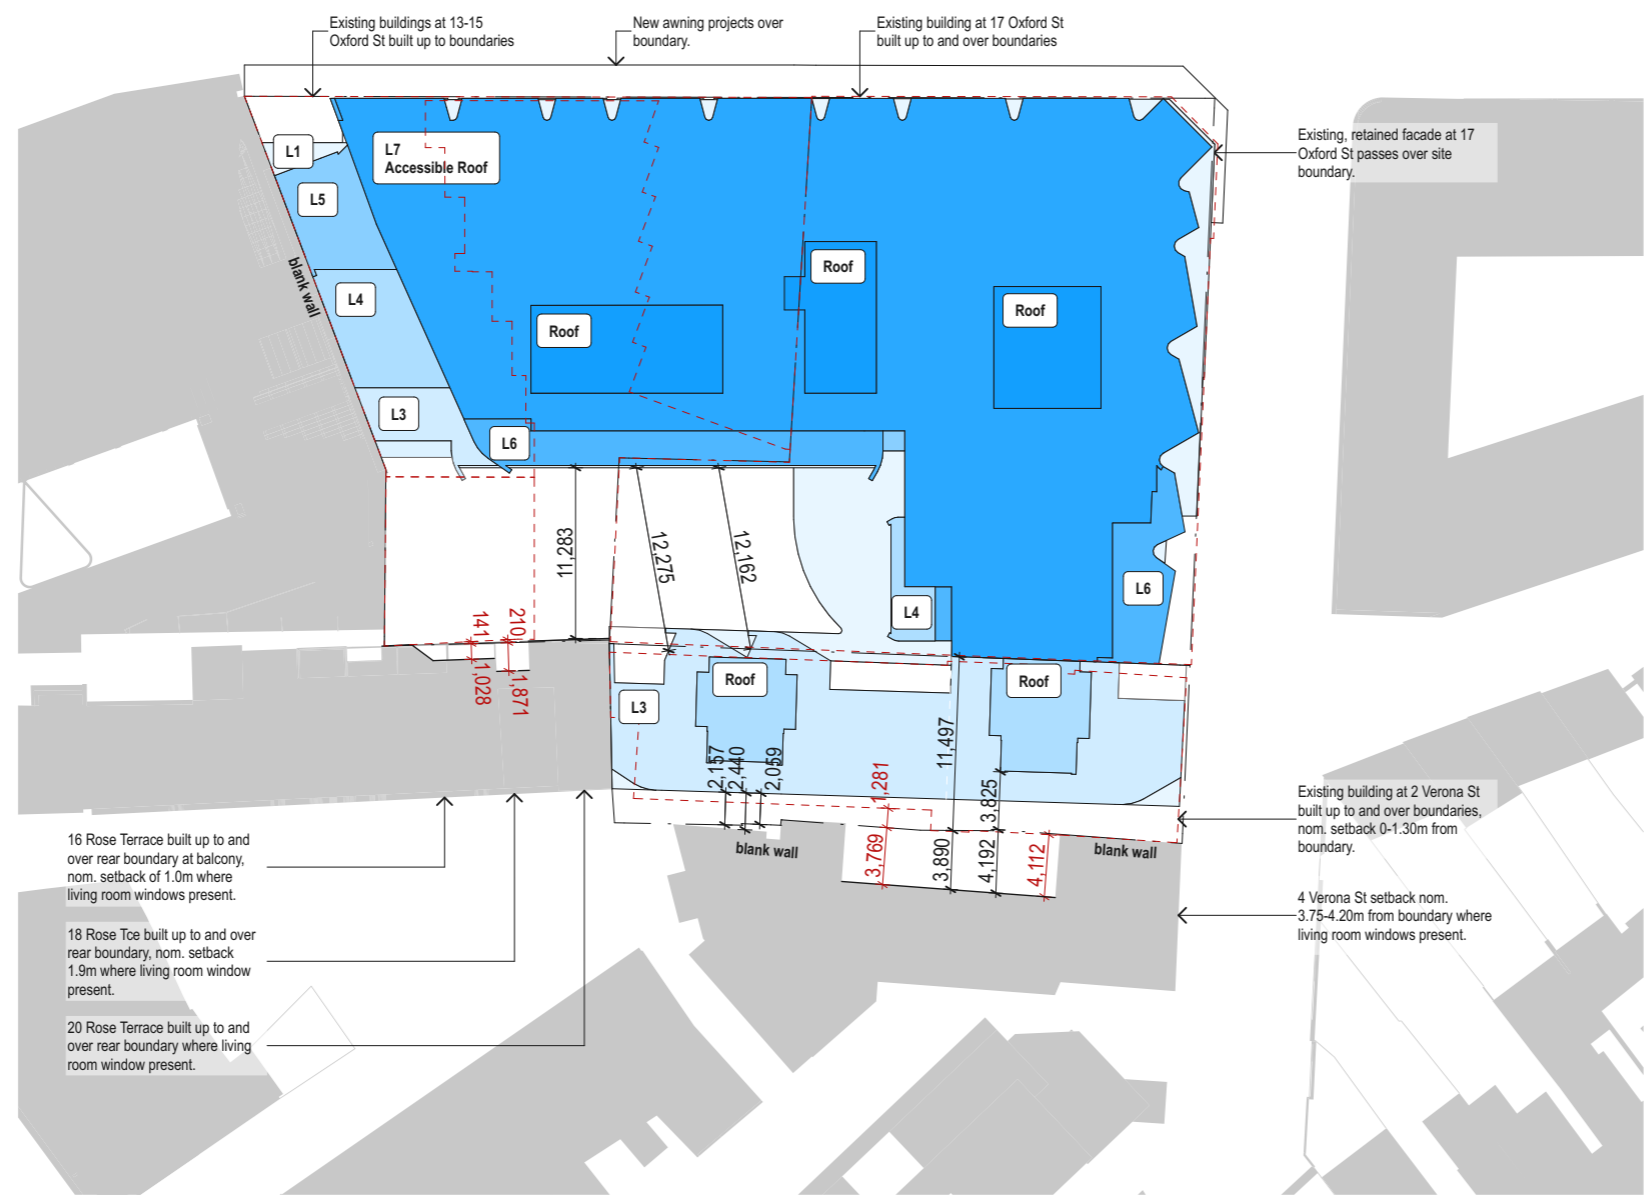 Existing buildings at 13-15
Oxford St built up to boundaries
New awning projects over
boundary.
Existing building at 17 Oxford St
built up to and over boundaries
Existing, retained facade at 17
Oxford St passes over site
boundary.
L1
L7
Accessible Roof
L5
blank wall
L4
Roof
Roof
Roof
L3
L6
11,283
12,275
12,162
L4
L6
141
210
1,028
1,871
Roof
Roof
L3
11,497
2,157
2,440
2,059
1,281
3,825
3,769
3,890
4,192
4,112
blank wall
blank wall
Existing building at 2 Verona St
built up to and over boundaries,
nom. setback 0-1.30m from
boundary.
4 Verona St setback nom.
3.75-4.20m from boundary where
living room windows present.
16 Rose Terrace built up to and
over rear boundary at balcony,
nom. setback of 1.0m where
living room windows present.
18 Rose Tce built up to and over
rear boundary, nom. setback
1.9m where living room window
present.
20 Rose Terrace built up to and
over rear boundary where living
room window present.